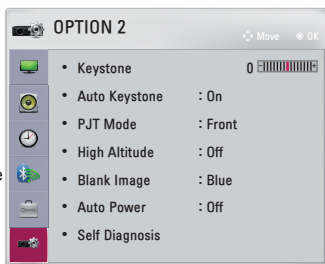 OPTION 2
Move OK
• Keystone 0
• Auto Keystone : On
• PJT Mode : Front
• High Altitude : Off
e
• Blank Image : Blue
• Auto Power : Off
• Self Diagnosis